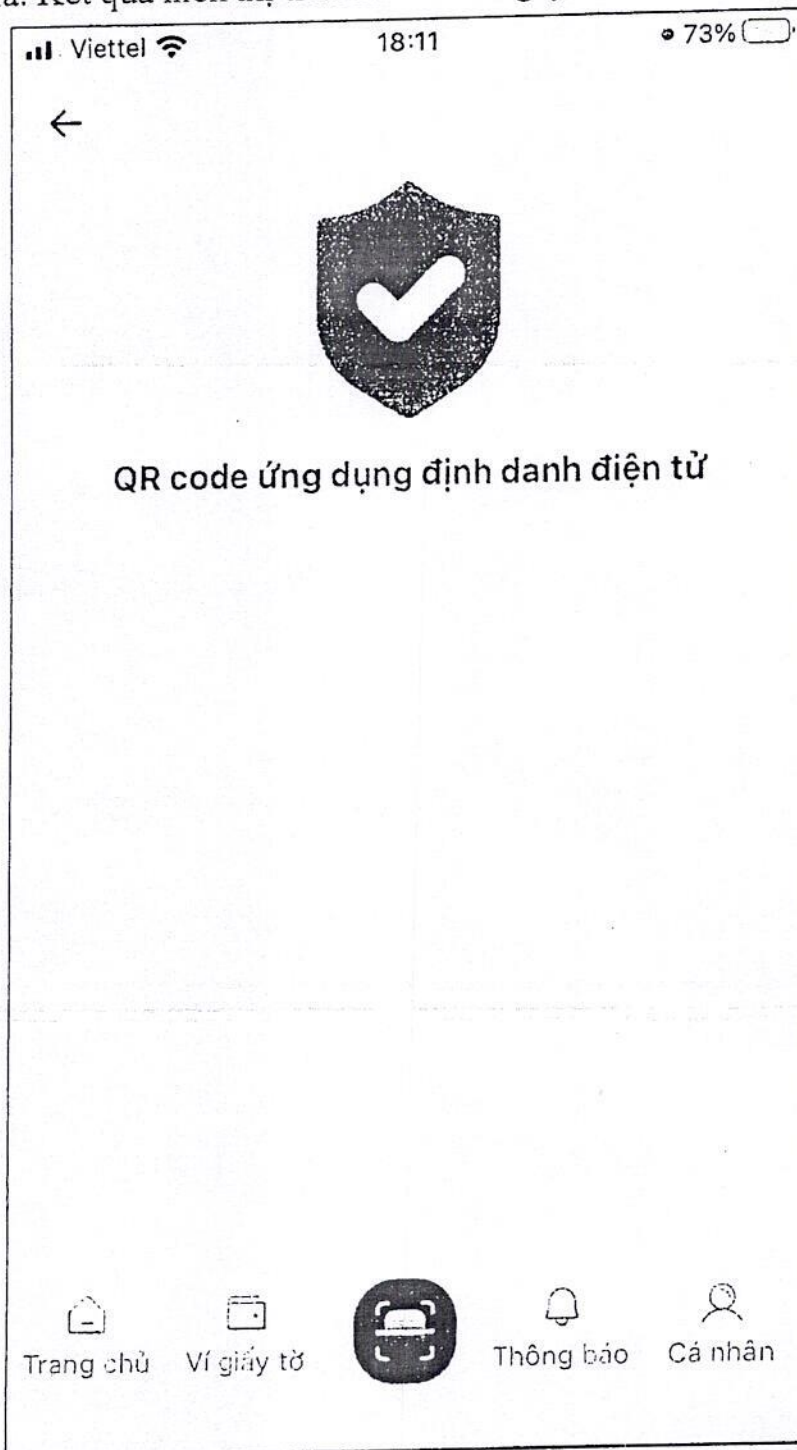 Viettel 18:11 73%
QR code ứng dụng định danh điện tử
Trang chủ Ví giấy tờ Thông báo Cá nhân